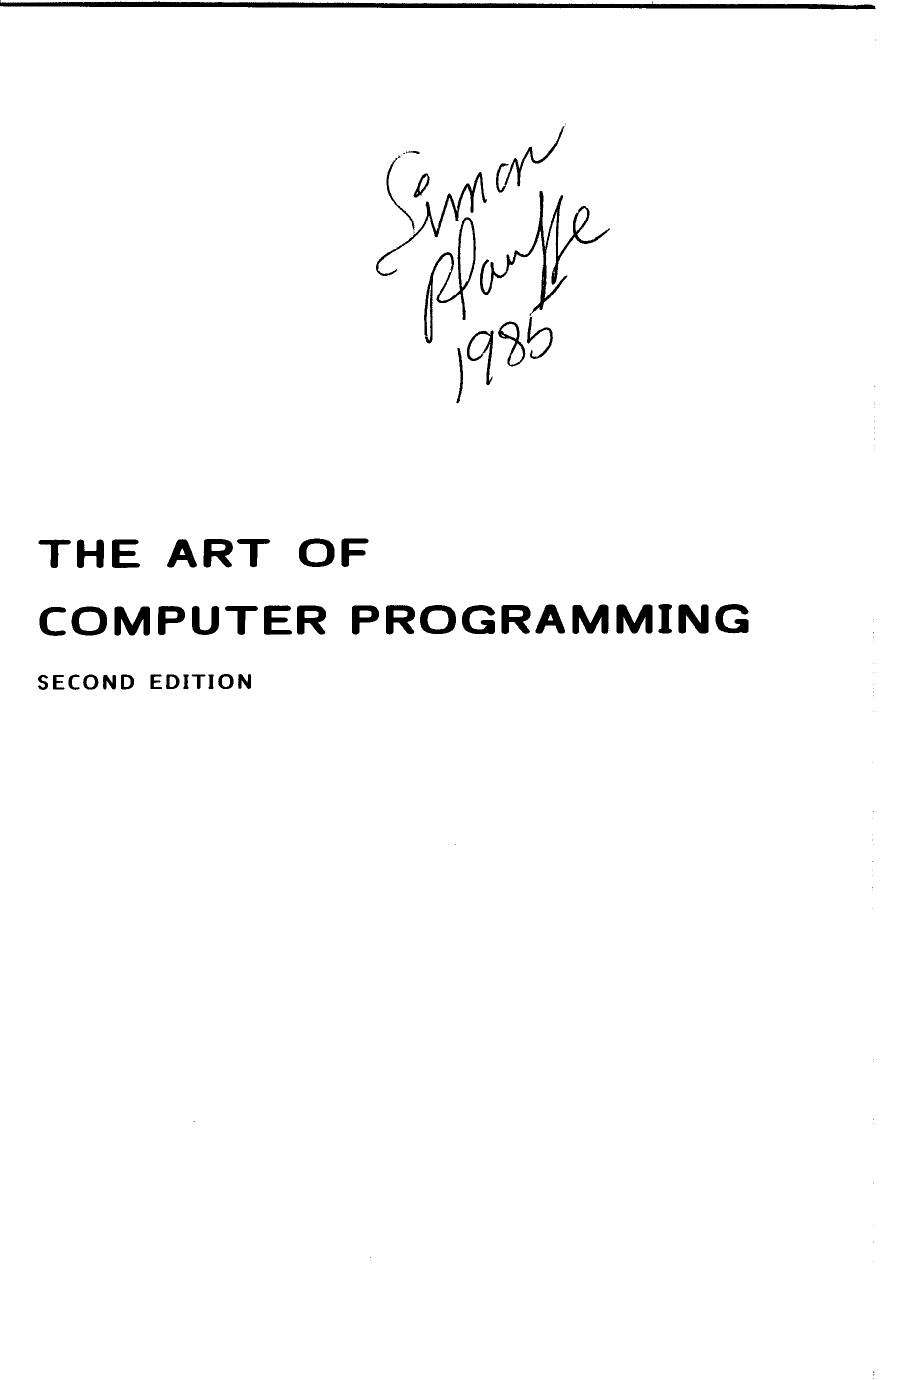 Simon
Plouffe
1985
THE ART OF
COMPUTER PROGRAMMING
SECOND EDITION